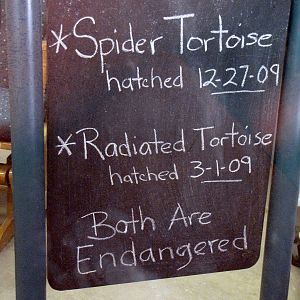 *Spider Tortoise
hatched 12-27-09
*Radiated Tortoise
hatched 3-1-09
Both Are
Endangered